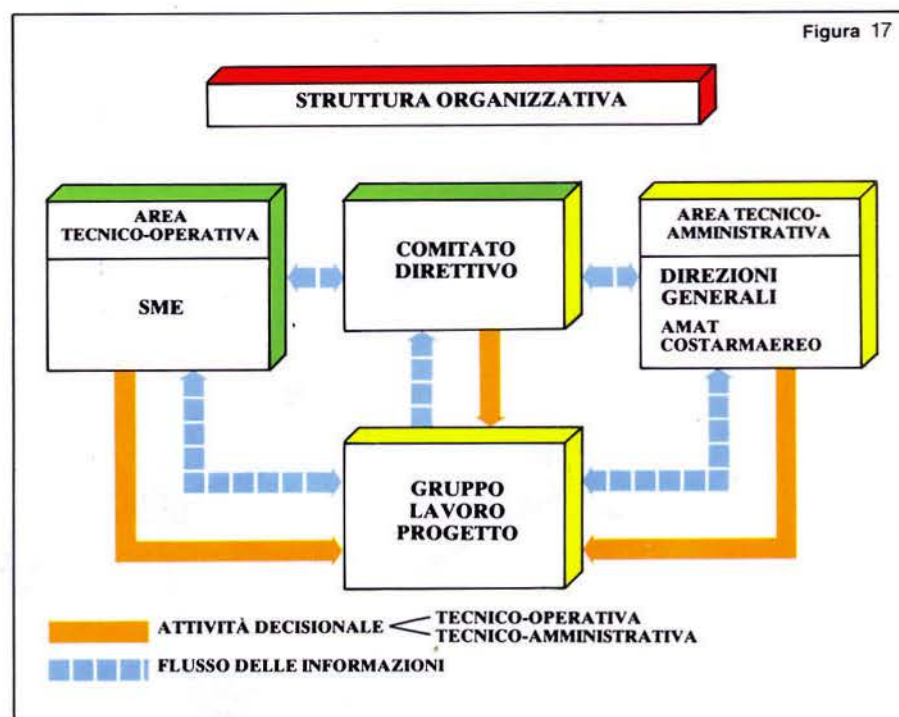 Figura 17
STRUTTURA ORGANIZZATIVA
AREA
TECNICO-OPERATIVA
SME
COMITATO
DIRETTIVO
AREA TECNICO-
AMMINISTRATIVA
DIREZIONI
GENERALI
AMAT
COSTARMAEREO
GRUPPO
LAVORO
PROGETTO
ATTIVITÀ DECISIONALE
TECNICO-OPERATIVA
TECNICO-AMMINISTRATIVA
FLUSSO DELLE INFORMAZIONI